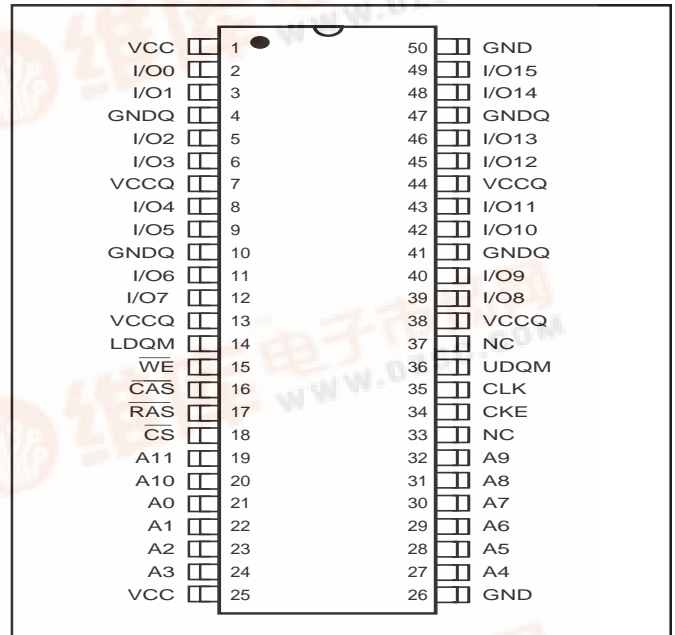 VCC 1 50 GND
I/O0 2 49 I/O15
I/O1 3 48 I/O14
GNDQ 4 47 GNDQ
I/O2 5 46 I/O13
I/O3 6 45 I/O12
VCCQ 7 44 VCCQ
I/O4 8 43 I/O11
I/O5 9 42 I/O10
GNDQ 10 41 GNDQ
I/O6 11 40 I/O9
I/O7 12 39 I/O8
VCCQ 13 38 VCCQ
LDQM 14 37 NC
W̅E̅ 15 36 UDQM
C̅A̅S̅ 16 35 CLK
R̅A̅S̅ 17 34 CKE
C̅S̅ 18 33 NC
A11 19 32 A9
A10 20 31 A8
A0 21 30 A7
A1 22 29 A6
A2 23 28 A5
A3 24 27 A4
VCC 25 26 GND